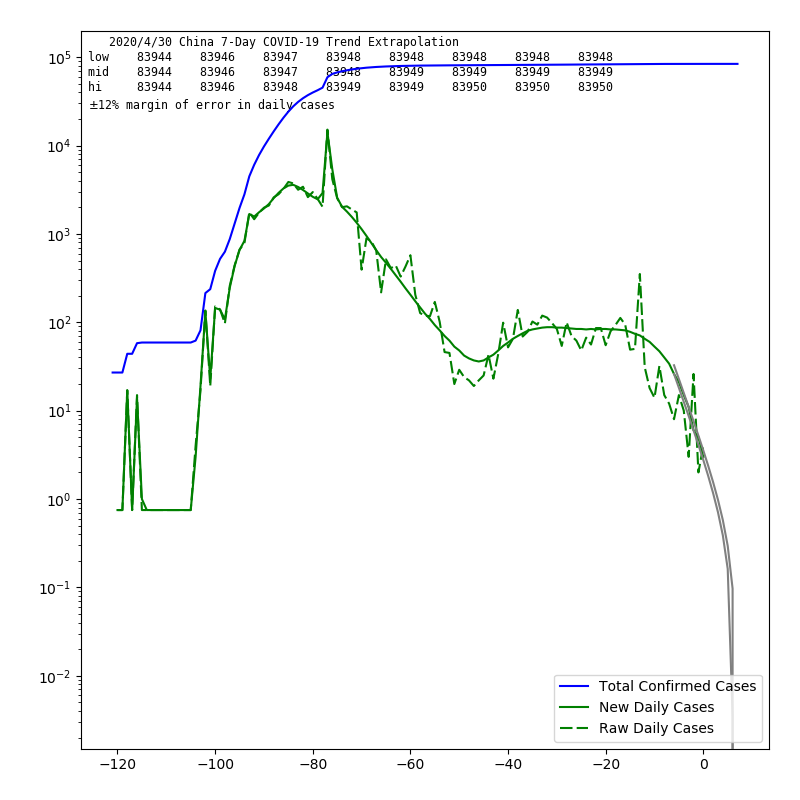 2020/4/30 China 7-Day COVID-19 Trend Extrapolation
low 83944 83946 83947 83948 83948 83948 83948 83948
mid 83944 83946 83947 83948 83949 83949 83949 83949
hi 83944 83946 83948 83949 83949 83950 83950 83950
±12% margin of error in daily cases
10^5
10^4
10^3
10^2
10^1
10^0
10^−1
10^−2
Total Confirmed Cases
New Daily Cases
Raw Daily Cases
−120 −100 −80 −60 −40 −20 0